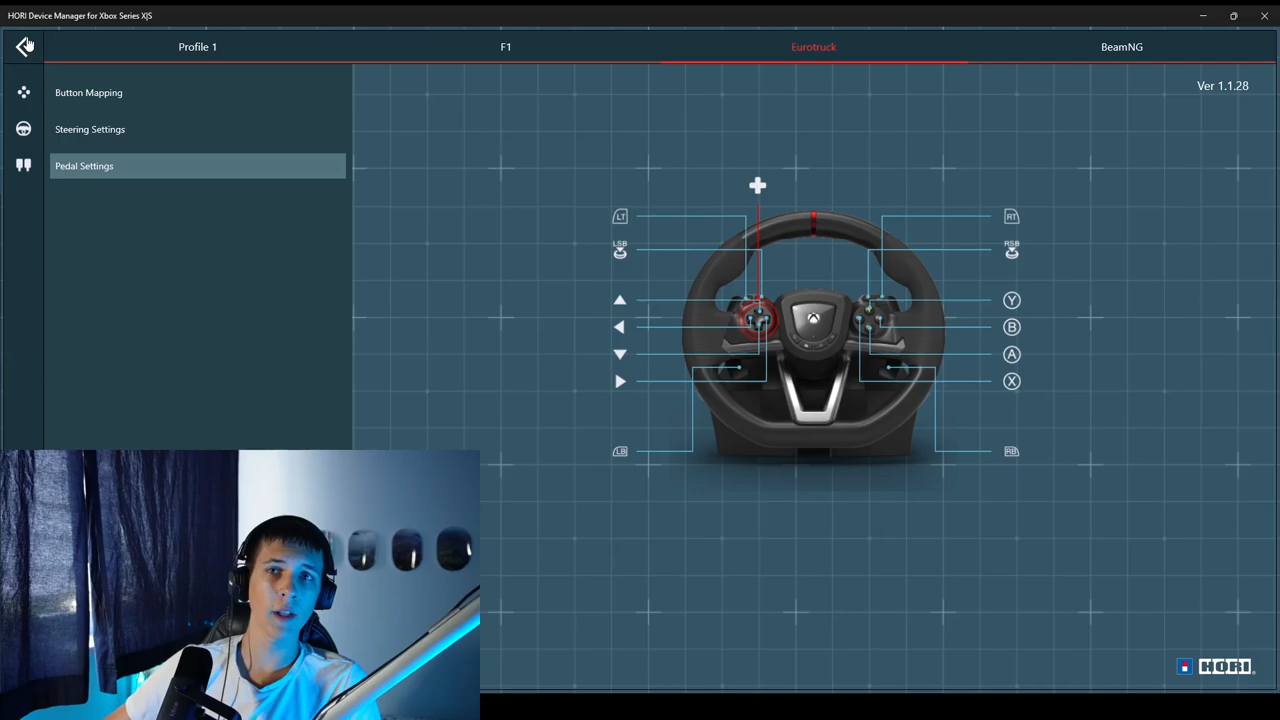 HORI Device Manager for Xbox Series X|S
Profile 1
F1
Eurotruck
BeamNG
Button Mapping
Steering Settings
Pedal Settings
Ver 1.1.28
LT
RT
LSB
RSB
Y
B
A
X
LB
RB
HORI